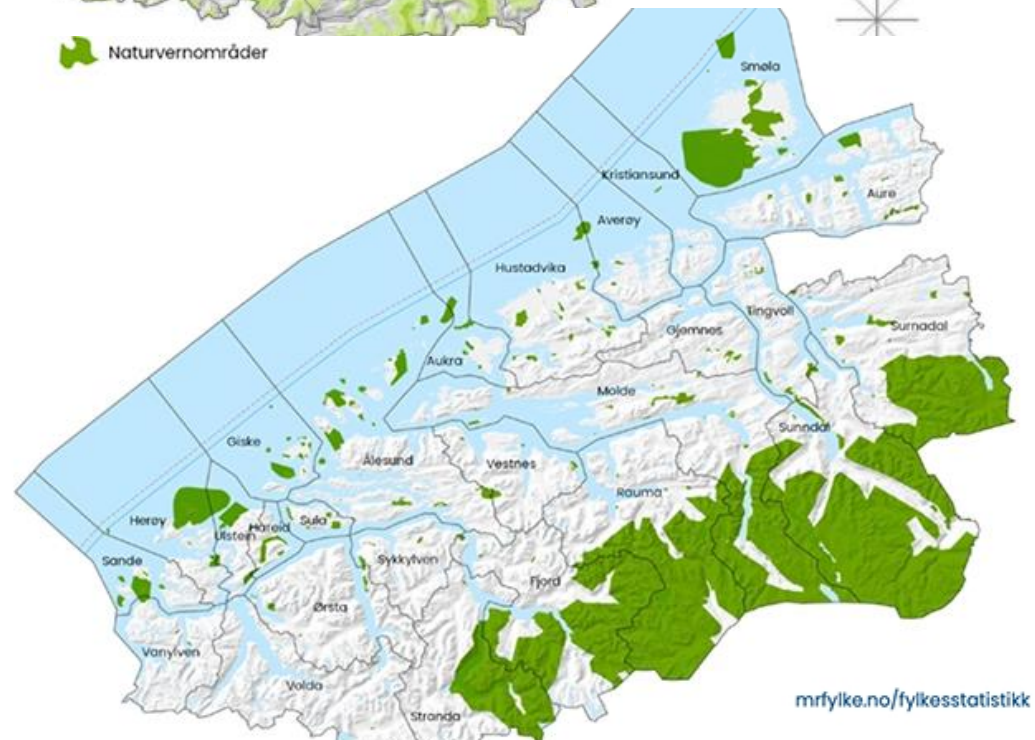 Naturvernområder
Smøla
Kristiansund
Aure
Averøy
Hustadvika
Tingvoll
Surnadal
Gjemnes
Aukra
Molde
Sunndal
Giske
Ålesund
Vestnes
Rauma
Herøy
Hareid
Sula
Ulstein
Sande
Sykkylven
Fjord
Ørsta
Vanylven
Volda
Stranda
mrfylke.no/fylkesstatistikk